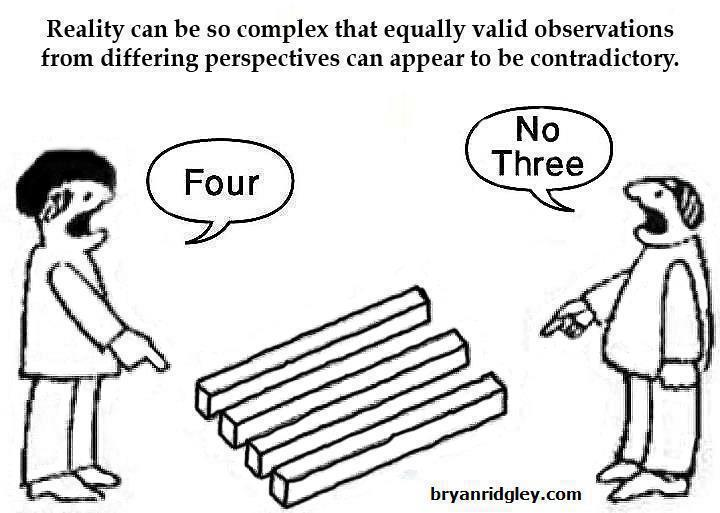 Reality can be so complex that equally valid observations
from differing perspectives can appear to be contradictory.
Four
No
Three
bryanridgley.com